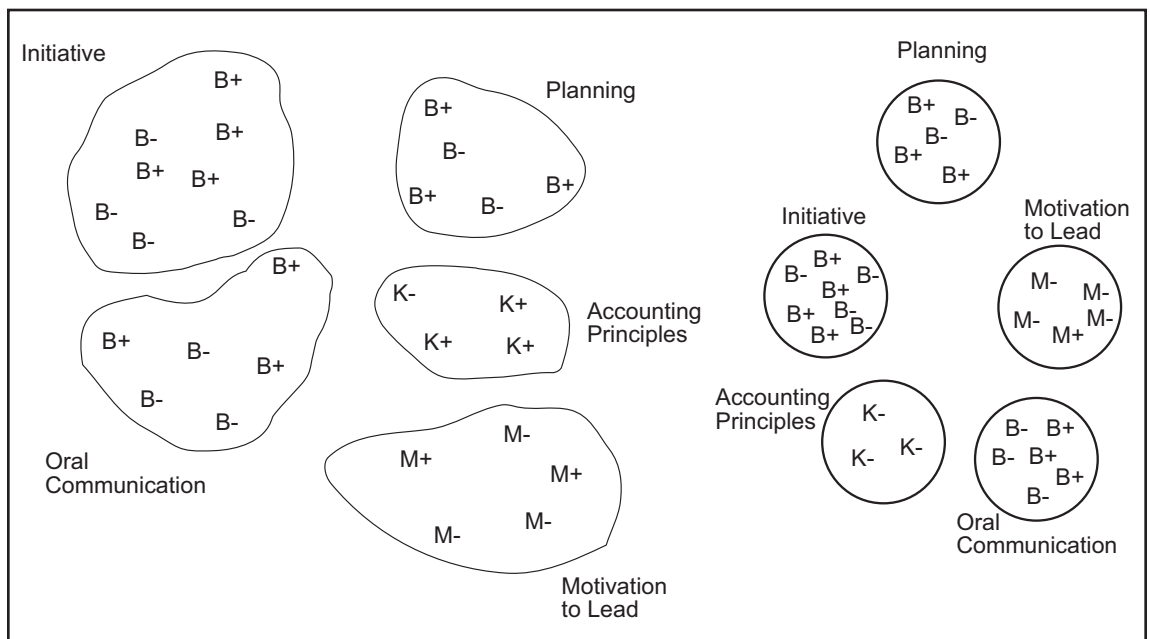 Initiative
B+
B-
B+
B+
B+
B-
B-
B-
Planning
B+
B-
B+
B-
B+
B+
B+
B-
B+
B-
B-
Oral
Communication
K-
K+
K+
K+
Accounting
Principles
M-
M+
M+
M-
M-
Motivation
to Lead
Planning
B+
B-
B-
B+
B+
Initiative
B+
B-
B-
B+
B+
B-
B-
B+
Motivation
to Lead
M-
M-
M-
M-
M+
Accounting
Principles
K-
K-
K-
B-
B+
B-
B+
B+
B-
Oral
Communication